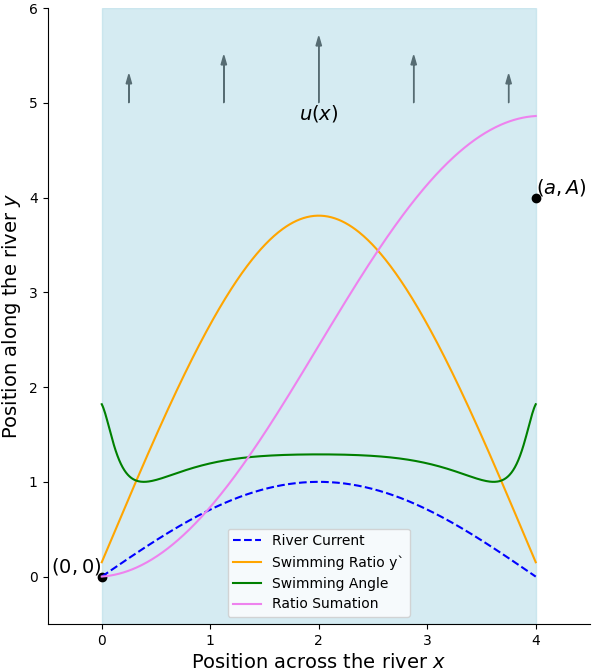 6
5
4
3
2
1
0
Position along the river y
u(x)
(a, A)
(0, 0)
River Current
Swimming Ratio y`
Swimming Angle
Ratio Sumation
0
1
2
3
4
Position across the river x